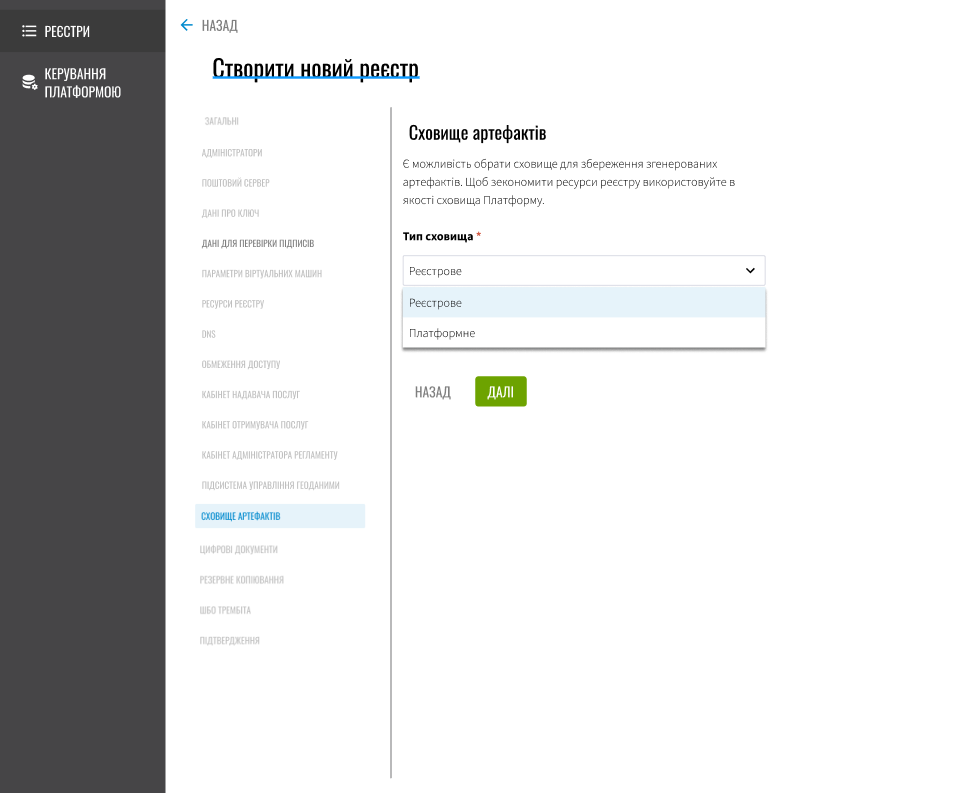 РЕЄСТРИ
КЕРУВАННЯ
ПЛАТФОРМОЮ
НАЗАД
Створити новий реєстр
ЗАГАЛЬНІ
АДМІНІСТРАТОРИ
ПОШТОВИЙ СЕРВЕР
ДАНІ ПРО КЛЮЧ
ДАНІ ДЛЯ ПЕРЕВІРКИ ПІДПИСІВ
ПАРАМЕТРИ ВІРТУАЛЬНИХ МАШИН
РЕСУРСИ РЕЄСТРУ
DNS
ОБМЕЖЕННЯ ДОСТУПУ
КАБІНЕТ НАДАВАЧА ПОСЛУГ
КАБІНЕТ ОТРИМУВАЧА ПОСЛУГ
КАБІНЕТ АДМІНІСТРАТОРА РЕГЛАМЕНТУ
ПІДСИСТЕМА УПРАВЛІННЯ ГЕОДАНИМИ
СХОВИЩЕ АРТЕФАКТІВ
ЦИФРОВІ ДОКУМЕНТИ
РЕЗЕРВНЕ КОПІЮВАННЯ
ШБО ТРЕМБІТА
ПІДТВЕРДЖЕННЯ
Сховище артефактів
Є можливість обрати сховище для збереження згенерованих
артефактів. Щоб зекономити ресурси реєстру використовуйте в
якості сховища Платформу.
Тип сховища *
Реєстрове
Реєстрове
Платформне
НАЗАД
ДАЛІ